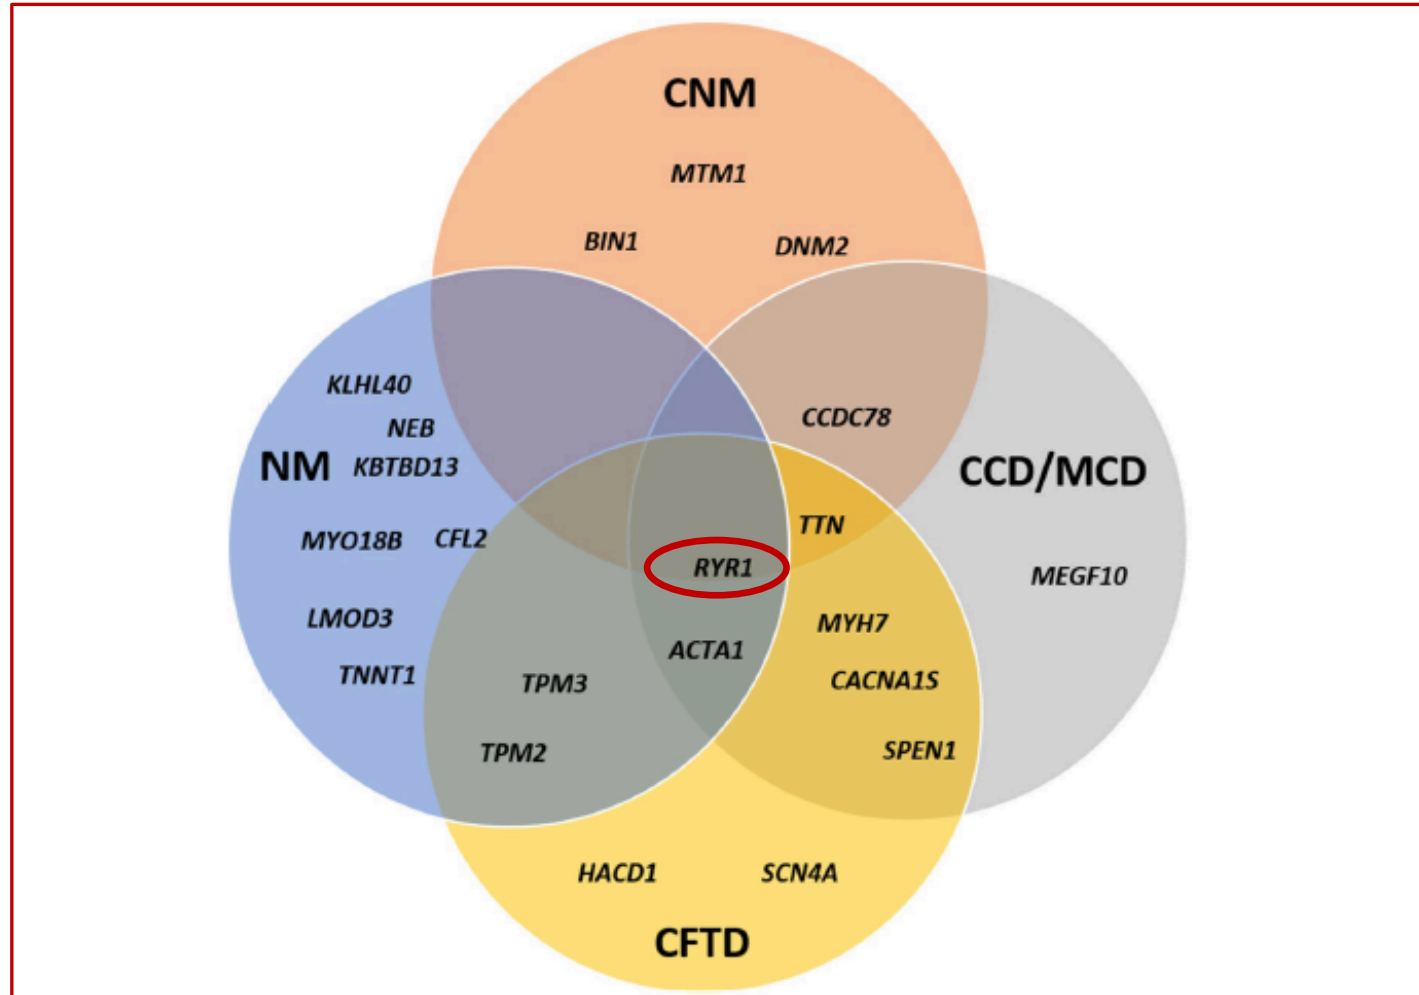 CNM
MTM1
BIN1
DNM2
KLHL40
CCDC78
NEB
NM
KBTBD13
CCD/MCD
TTN
MYO18B
CFL2
RYR1
MEGF10
LMOD3
MYH7
ACTA1
TNNT1
TPM3
CACNA1S
TPM2
SPEN1
HACD1
SCN4A
CFTD